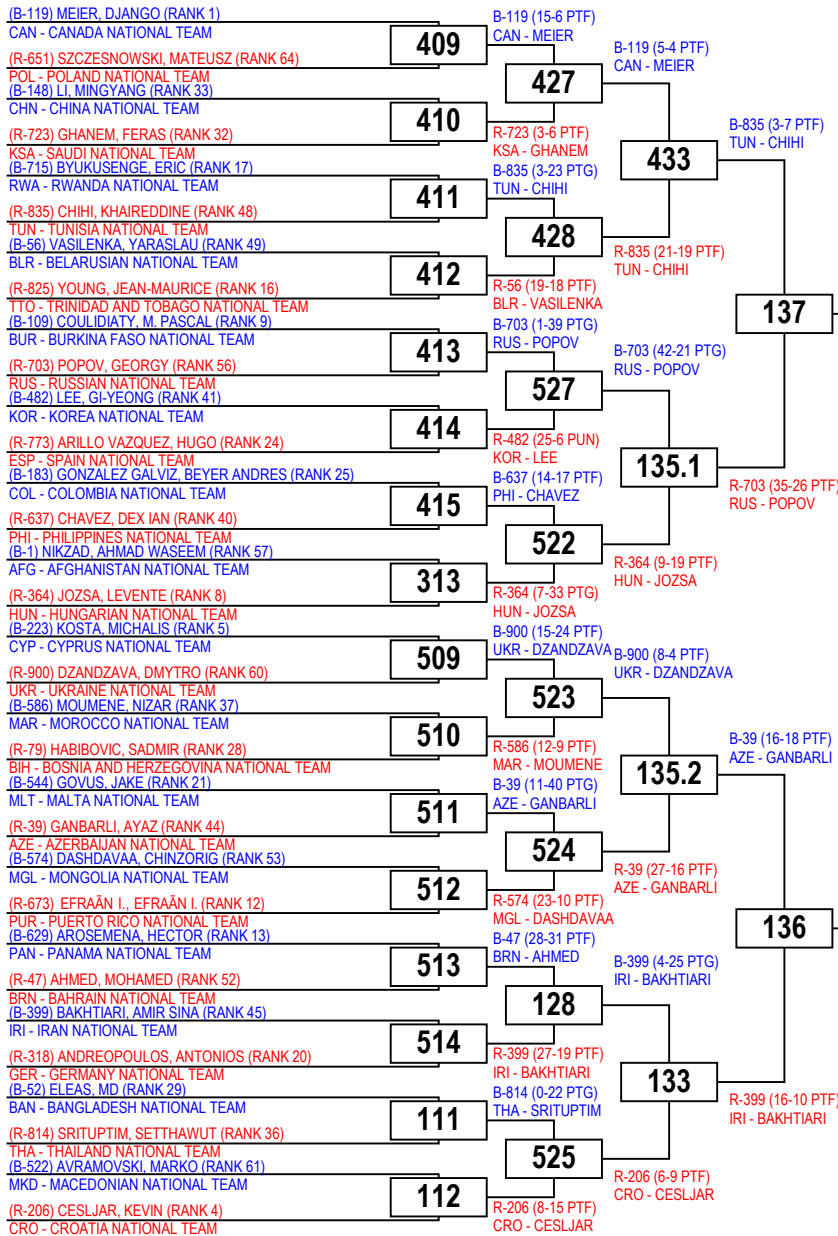 (B-119) MEIER, DJANGO (RANK 1)
CAN - CANADA NATIONAL TEAM
(R-651) SZCZESNOWSKI, MATEUSZ (RANK 64)
POL - POLAND NATIONAL TEAM
(B-148) LI, MINGYANG (RANK 33)
CHN - CHINA NATIONAL TEAM
(R-723) GHANEM, FERAS (RANK 32)
KSA - SAUDI NATIONAL TEAM
(B-715) BYUKUSENGE, ERIC (RANK 17)
RWA - RWANDA NATIONAL TEAM
(R-835) CHIHI, KHAIREDDINE (RANK 48)
TUN - TUNISIA NATIONAL TEAM
(B-56) VASILENKA, YARASLAU (RANK 49)
BLR - BELARUSIAN NATIONAL TEAM
(R-825) YOUNG, JEAN-MAURICE (RANK 16)
TTO - TRINIDAD AND TOBAGO NATIONAL TEAM
(B-109) COULIDIATY, M. PASCAL (RANK 9)
BUR - BURKINA FASO NATIONAL TEAM
(R-703) POPOV, GEORGY (RANK 56)
RUS - RUSSIAN NATIONAL TEAM
(B-482) LEE, GI-YEONG (RANK 41)
KOR - KOREA NATIONAL TEAM
(R-773) ARILLO VAZQUEZ, HUGO (RANK 24)
ESP - SPAIN NATIONAL TEAM
(B-183) GONZALEZ GALVIZ, BEYER ANDRES (RANK 25)
COL - COLOMBIA NATIONAL TEAM
(R-637) CHAVEZ, DEX IAN (RANK 40)
PHI - PHILIPPINES NATIONAL TEAM
(B-1) NIKZAD, AHMAD WASEEM (RANK 57)
AFG - AFGHANISTAN NATIONAL TEAM
(R-364) JOZSA, LEVENTE (RANK 8)
HUN - HUNGARIAN NATIONAL TEAM
(B-223) KOSTA, MICHALIS (RANK 5)
CYP - CYPRUS NATIONAL TEAM
(R-900) DZANDZAVA, DMYTRO (RANK 60)
UKR - UKRAINE NATIONAL TEAM
(B-586) MOUMENE, NIZAR (RANK 37)
MAR - MOROCCO NATIONAL TEAM
(R-79) HABIBOVIC, SADMIR (RANK 28)
BIH - BOSNIA AND HERZEGOVINA NATIONAL TEAM
(B-544) GOVUS, JAKE (RANK 21)
MLT - MALTA NATIONAL TEAM
(R-39) GANBARLI, AYAZ (RANK 44)
AZE - AZERBAIJAN NATIONAL TEAM
(B-574) DASHDAVAA, CHINZORIG (RANK 53)
MGL - MONGOLIA NATIONAL TEAM
(R-673) EFRAÃN I., EFRAÃN I. (RANK 12)
PUR - PUERTO RICO NATIONAL TEAM
(B-629) AROSEMENA, HECTOR (RANK 13)
PAN - PANAMA NATIONAL TEAM
(R-47) AHMED, MOHAMED (RANK 52)
BRN - BAHRAIN NATIONAL TEAM
(B-399) BAKHTIARI, AMIR SINA (RANK 45)
IRI - IRAN NATIONAL TEAM
(R-318) ANDREOPOULOS, ANTONIOS (RANK 20)
GER - GERMANY NATIONAL TEAM
(B-52) ELEAS, MD (RANK 29)
BAN - BANGLADESH NATIONAL TEAM
(R-814) SRITUPTIM, SETTHAWUT (RANK 36)
THA - THAILAND NATIONAL TEAM
(B-522) AVRAMOVSKI, MARKO (RANK 61)
MKD - MACEDONIAN NATIONAL TEAM
(R-206) CESLJAR, KEVIN (RANK 4)
CRO - CROATIA NATIONAL TEAM
409
410
411
412
413
414
415
313
509
510
511
512
513
514
111
112
B-119 (15-6 PTF)
CAN - MEIER
R-723 (3-6 PTF)
KSA - GHANEM
B-835 (3-23 PTG)
TUN - CHIHI
R-56 (19-18 PTF)
BLR - VASILENKA
B-703 (1-39 PTG)
RUS - POPOV
R-482 (25-6 PUN)
KOR - LEE
B-637 (14-17 PTF)
PHI - CHAVEZ
R-364 (7-33 PTG)
HUN - JOZSA
B-900 (15-24 PTF)
UKR - DZANDZAVA
R-586 (12-9 PTF)
MAR - MOUMENE
B-39 (11-40 PTG)
AZE - GANBARLI
R-574 (23-10 PTF)
MGL - DASHDAVAA
B-47 (28-31 PTF)
BRN - AHMED
R-399 (27-19 PTF)
IRI - BAKHTIARI
B-814 (0-22 PTG)
THA - SRITUPTIM
R-206 (8-15 PTF)
CRO - CESLJAR
427
428
527
522
523
524
128
525
B-119 (5-4 PTF)
CAN - MEIER
R-835 (21-19 PTF)
TUN - CHIHI
B-703 (42-21 PTG)
RUS - POPOV
R-364 (9-19 PTF)
HUN - JOZSA
B-900 (8-4 PTF)
UKR - DZANDZAVA
R-39 (27-16 PTF)
AZE - GANBARLI
B-399 (4-25 PTG)
IRI - BAKHTIARI
R-206 (6-9 PTF)
CRO - CESLJAR
433
135.1
135.2
133
B-835 (3-7 PTF)
TUN - CHIHI
R-703 (35-26 PTF)
RUS - POPOV
B-39 (16-18 PTF)
AZE - GANBARLI
R-399 (16-10 PTF)
IRI - BAKHTIARI
137
136